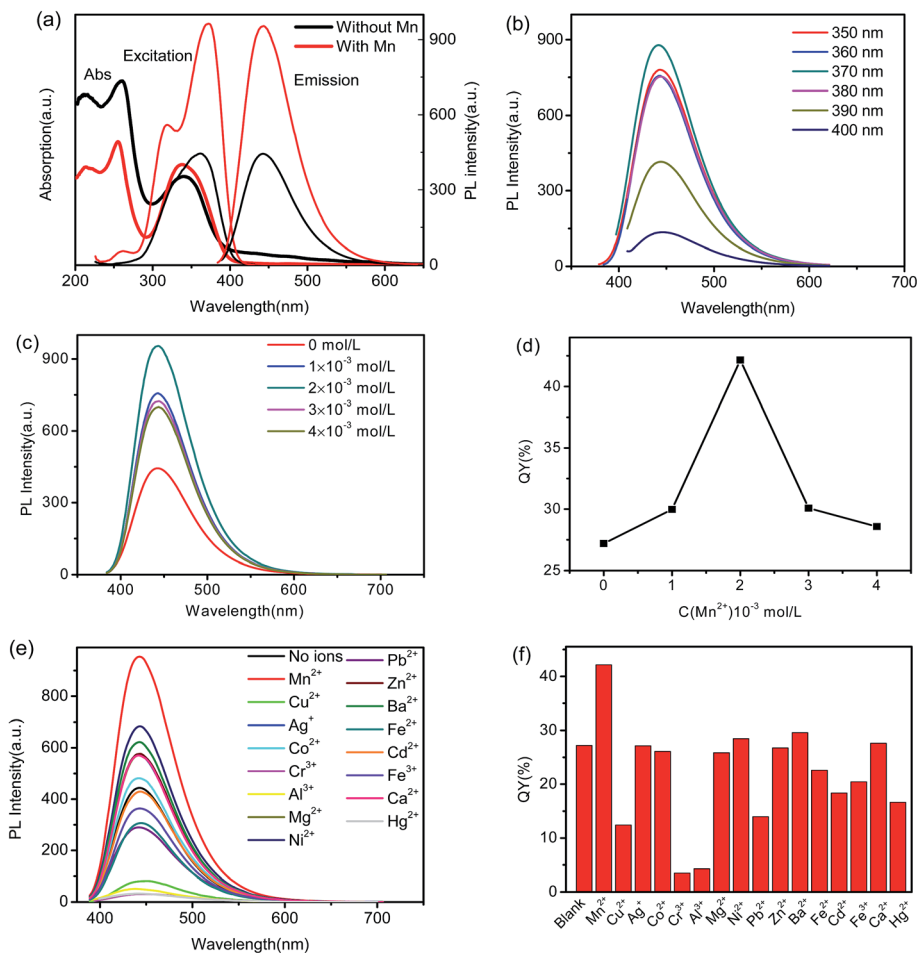 (a)
Without Mn
With Mn
Excitation
Abs
Emission
Absorption(a.u.)
PL intensity(a.u.)
900
600
300
0
200 300 400 500 600
Wavelength(nm)
(b)
350 nm
360 nm
370 nm
380 nm
390 nm
400 nm
PL Intensity(a.u.)
900
600
300
0
400 500 600 700
Wavelength(nm)
(c)
0 mol/L
1×10⁻³ mol/L
2×10⁻³ mol/L
3×10⁻³ mol/L
4×10⁻³ mol/L
PL Intensity(a.u.)
900
600
300
0
400 500 600 700
Wavelength(nm)
(d)
QY(%)
40
35
30
25
0 1 2 3 4
C(Mn²⁺)10⁻³ mol/L
(e)
No ions
Mn²⁺
Cu²⁺
Ag⁺
Co²⁺
Cr³⁺
Al³⁺
Mg²⁺
Ni²⁺
Pb²⁺
Zn²⁺
Ba²⁺
Fe²⁺
Cd²⁺
Fe³⁺
Ca²⁺
Hg²⁺
PL Intensity(a.u.)
800
600
400
200
0
400 500 600 700
Wavelength(nm)
(f)
QY(%)
40
30
20
10
0
Blank Mn²⁺ Cu²⁺ Ag⁺ Co²⁺ Cr³⁺ Al³⁺ Mg²⁺ Ni²⁺ Pb²⁺ Zn²⁺ Ba²⁺ Fe²⁺ Cd²⁺ Fe³⁺ Ca²⁺ Hg²⁺